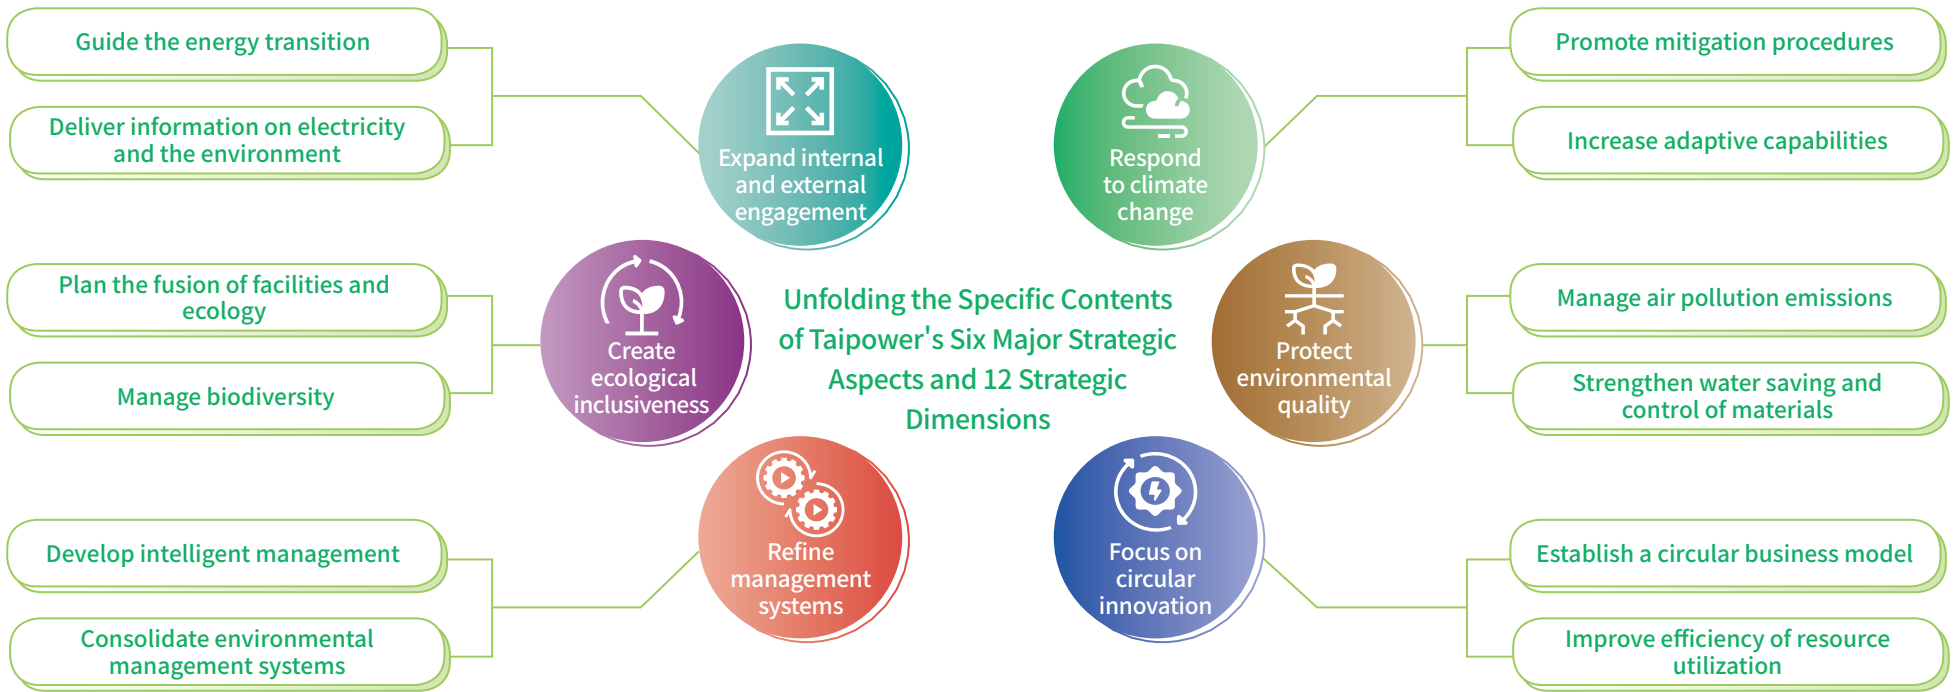 Guide the energy transition
Deliver information on electricity
and the environment
Expand internal
and external
engagement
Respond
to climate
change
Promote mitigation procedures
Increase adaptive capabilities
Plan the fusion of facilities and
ecology
Manage biodiversity
Create
ecological
inclusiveness
Unfolding the Specific Contents
of Taipower's Six Major Strategic
Aspects and 12 Strategic
Dimensions
Protect
environmental
quality
Manage air pollution emissions
Strengthen water saving and
control of materials
Develop intelligent management
Consolidate environmental
management systems
Refine
management
systems
Focus on
circular
innovation
Establish a circular business model
Improve efficiency of resource
utilization